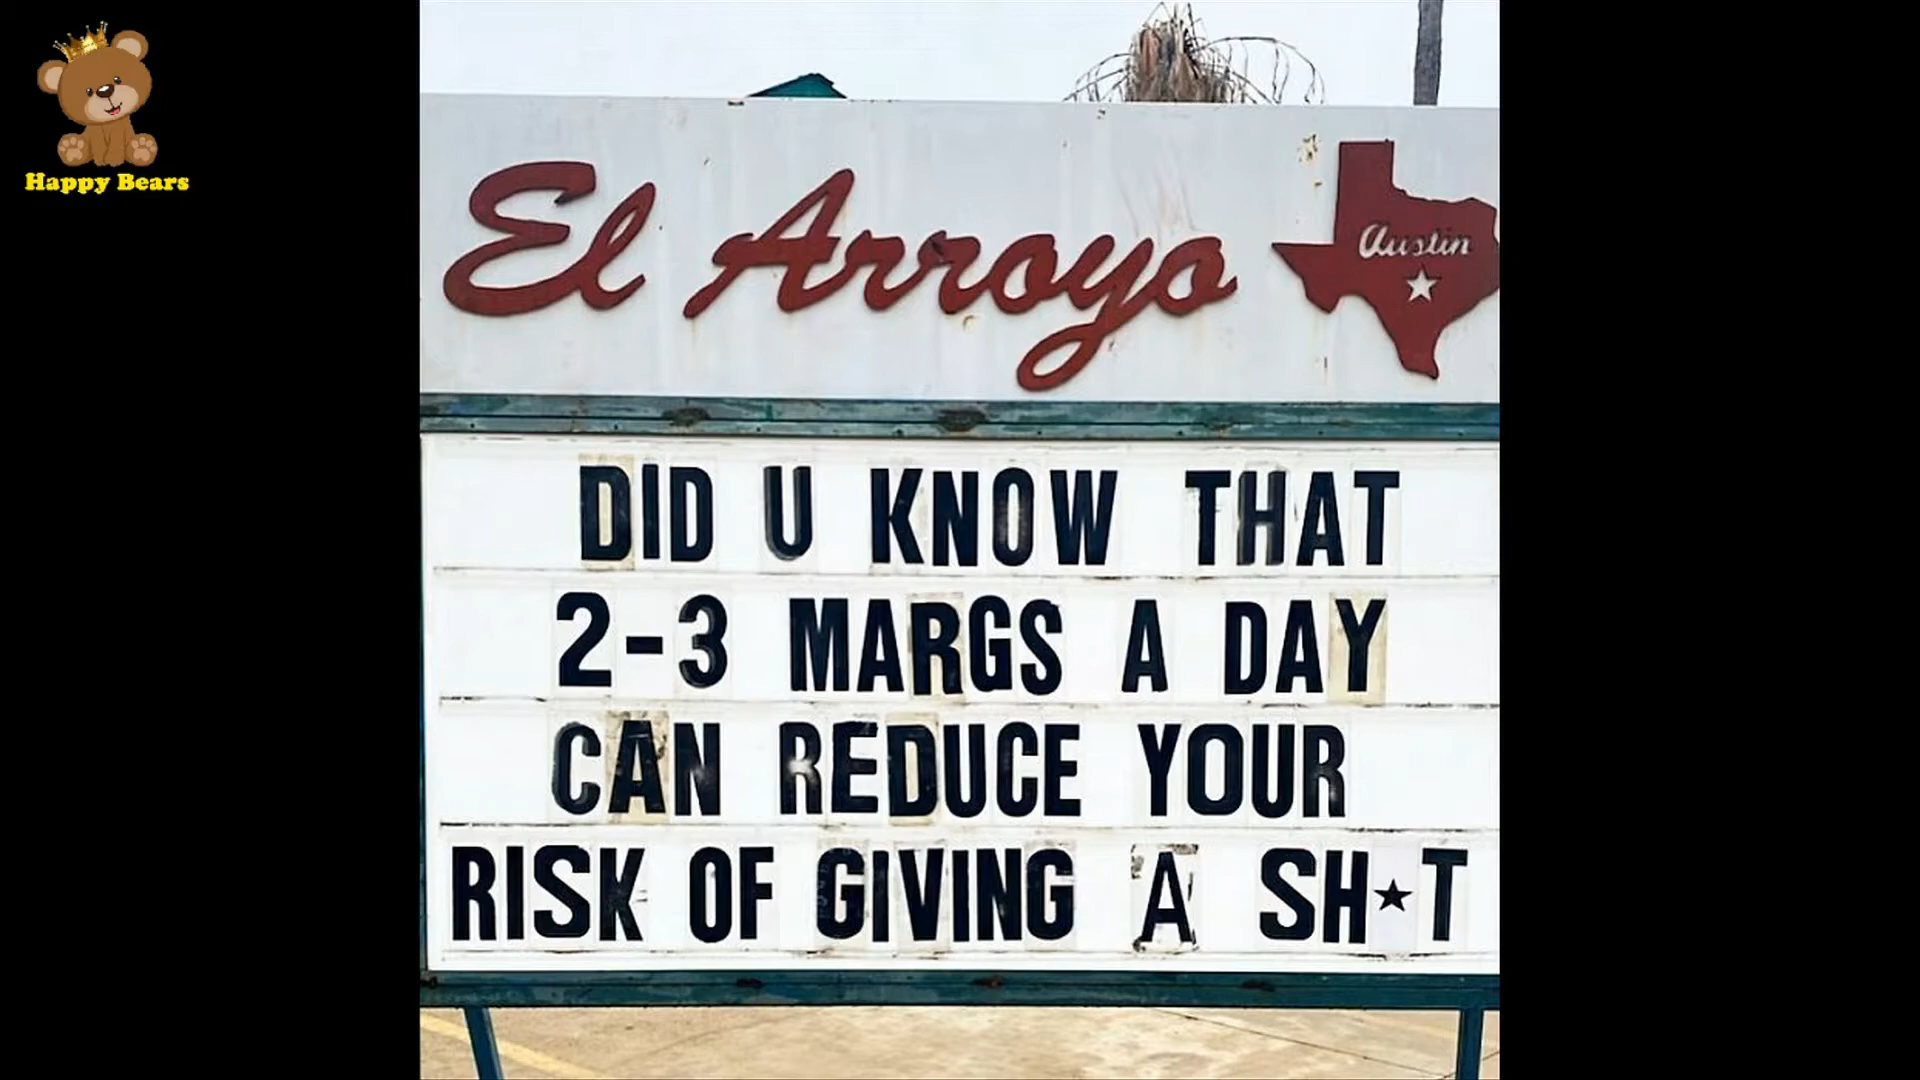 Happy Bears
El Arroyo
Austin
DID U KNOW THAT
2-3 MARGS A DAY
CAN REDUCE YOUR
RISK OF GIVING A SH★T